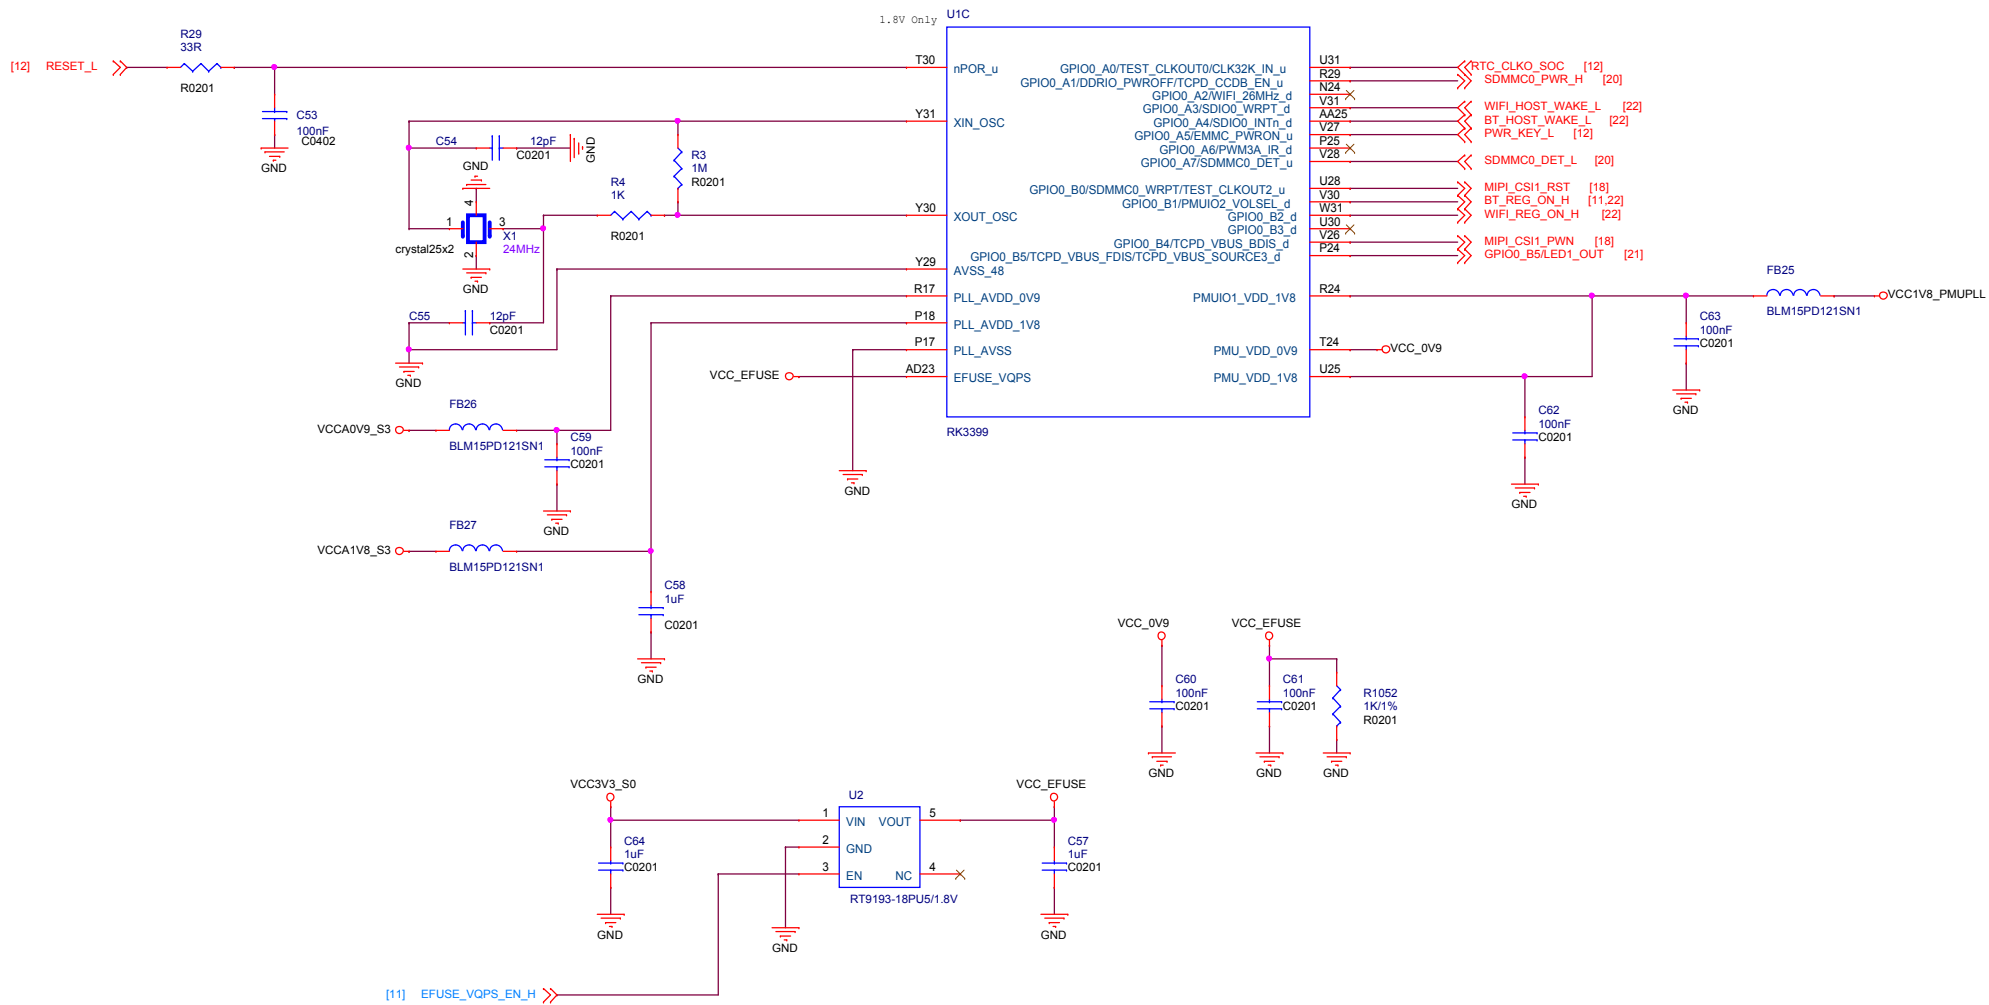 1.8V Only
U1C
R29
33R
[12] RESET_L
R0201
T30
nPOR_u
C53
100nF
C0402
GND
Y31
XIN_OSC
C54
12pF
C0201
GND
GND
R3
1M
R0201
R4
1K
R0201
Y30
XOUT_OSC
1
4
3
2
X1
24MHz
crystal25x2
GND
Y29
AVSS_48
R17
PLL_AVDD_0V9
C55
12pF
C0201
GND
P18
PLL_AVDD_1V8
P17
PLL_AVSS
VCC_EFUSE
AD23
EFUSE_VQPS
RK3399
GPIO0_A0/TEST_CLKOUT0/CLK32K_IN_u
U31
RTC_CLKO_SOC [12]
GPIO0_A1/DDRIO_PWROFF/TCPD_CCDB_EN_u
R29
SDMMC0_PWR_H [20]
GPIO0_A2/WIFI_26MHz_d
N24
GPIO0_A3/SDIO0_WRPT_d
V31
WIFI_HOST_WAKE_L [22]
GPIO0_A4/SDIO0_INTn_d
AA25
BT_HOST_WAKE_L [22]
GPIO0_A5/EMMC_PWRON_u
V27
PWR_KEY_L [12]
GPIO0_A6/PWM3A_IR_d
P25
GPIO0_A7/SDMMC0_DET_u
V28
SDMMC0_DET_L [20]
GPIO0_B0/SDMMC0_WRPT/TEST_CLKOUT2_u
U28
MIPI_CSI1_RST [18]
GPIO0_B1/PMUIO2_VOLSEL_d
V30
BT_REG_ON_H [11,22]
GPIO0_B2_d
W31
WIFI_REG_ON_H [22]
GPIO0_B3_d
U30
GPIO0_B4/TCPD_VBUS_BDIS_d
V26
MIPI_CSI1_PWN [18]
GPIO0_B5/TCPD_VBUS_FDIS/TCPD_VBUS_SOURCE3_d
P24
GPIO0_B5/LED1_OUT [21]
PMUIO1_VDD_1V8
R24
FB25
BLM15PD121SN1
VCC1V8_PMUPLL
C63
100nF
C0201
GND
PMU_VDD_0V9
T24
VCC_0V9
PMU_VDD_1V8
U25
C62
100nF
C0201
GND
FB26
VCCA0V9_S3
BLM15PD121SN1
C59
100nF
C0201
GND
GND
FB27
VCCA1V8_S3
BLM15PD121SN1
C58
1uF
C0201
GND
VCC_0V9
C60
100nF
C0201
GND
VCC_EFUSE
C61
100nF
C0201
GND
R1052
1K/1%
R0201
GND
VCC3V3_S0
C64
1uF
C0201
GND
U2
1
VIN
VOUT
5
2
GND
3
EN
NC
4
RT9193-18PU5/1.8V
GND
VCC_EFUSE
C57
1uF
C0201
GND
[11] EFUSE_VQPS_EN_H